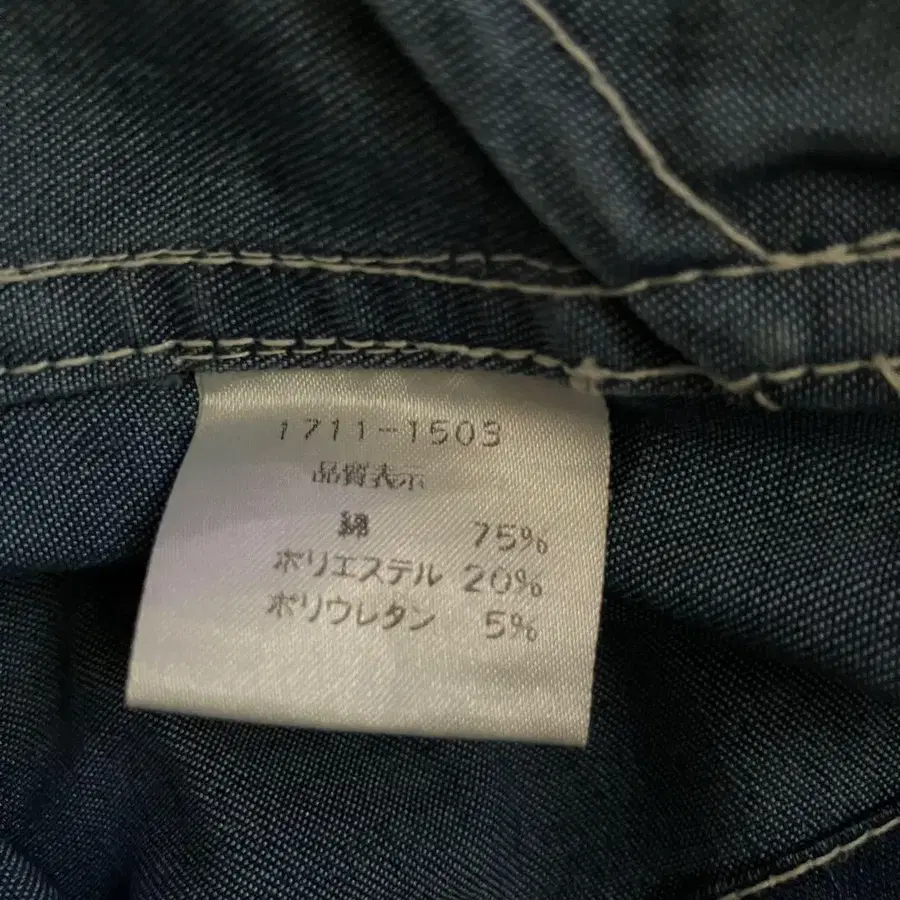 1711-1503
品質表示
綿 75%
ポリエステル 20%
ポリウレタン 5%